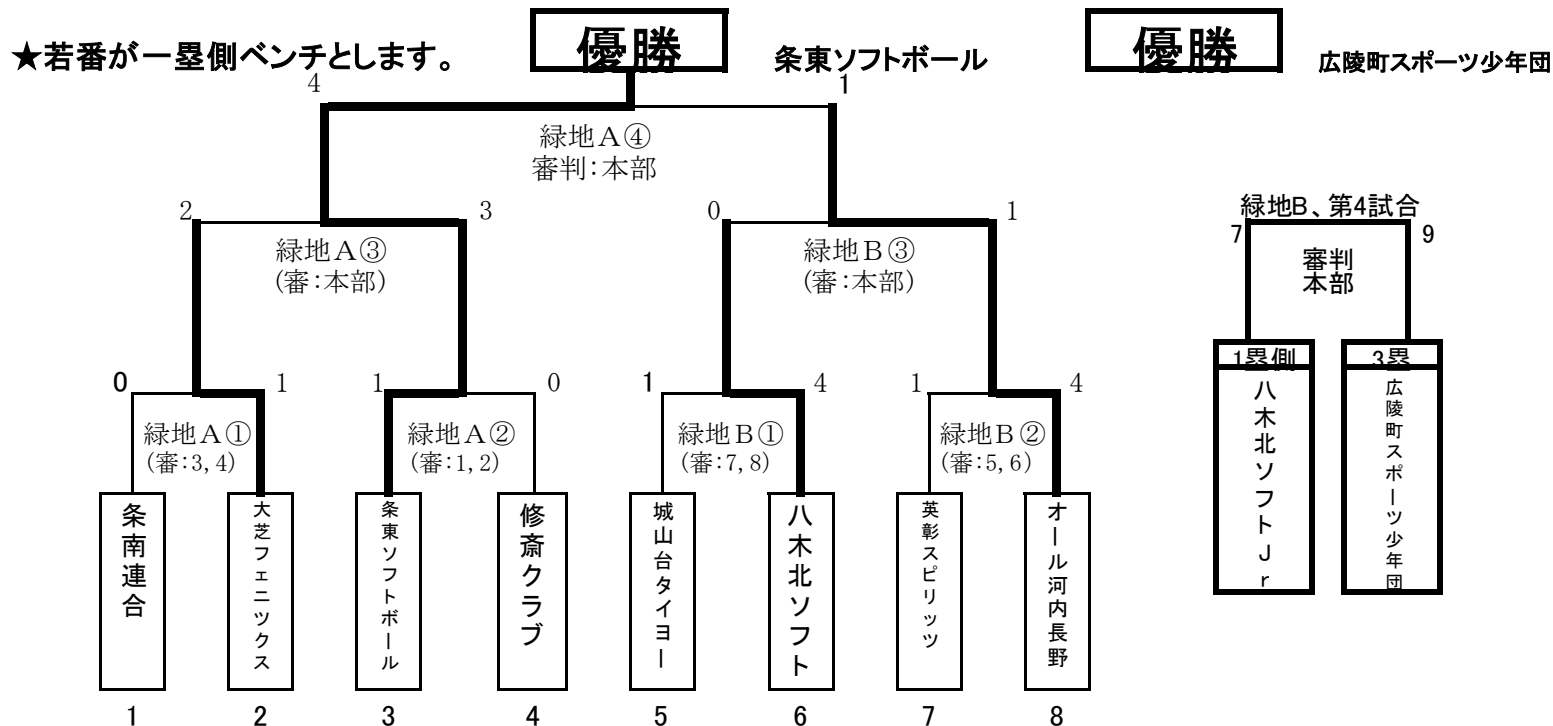 ★若番が一塁側ベンチとします。
優勝
条東ソフトボール
優勝
広陵町スポーツ少年団
4
1
緑地A④
審判:本部
2
3
0
1
緑地A③
(審:本部)
緑地B③
(審:本部)
緑地B、第4試合
7
9
審判
本部
1塁側
3塁
八木北ソフトJr
広陵町スポーツ少年団
0
1
1
0
1
4
1
4
緑地A①
(審:3,4)
緑地A②
(審:1,2)
緑地B①
(審:7,8)
緑地B②
(審:5,6)
条南連合
大芝フェニツクス
条東ソフトボール
修斎クラブ
城山台タイヨー
八木北ソフト
英彰スピリッツ
オール河内長野
1
2
3
4
5
6
7
8